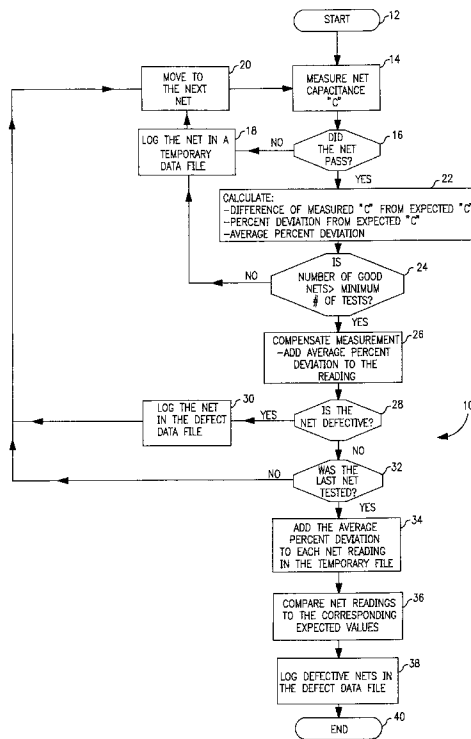 START
12
20
14
MOVE TO
THE NEXT
NET
MEASURE NET
CAPACITANCE
"C"
18
16
LOG THE NET IN A
TEMPORARY
DATA FILE
NO
DID
THE NET
PASS?
YES
22
CALCULATE:
-DIFFERENCE OF MEASURED "C" FROM EXPECTED "C"
-PERCENT DEVIATION FROM EXPECTED "C"
-AVERAGE PERCENT DEVIATION
24
NO
IS
NUMBER OF GOOD
NETS> MINIMUM
# OF TESTS?
YES
26
COMPENSATE MEASUREMENT
-ADD AVERAGE PERCENT
DEVIATION TO THE
READING
30
28
LOG THE NET
IN THE DEFECT
DATA FILE
YES
IS THE
NET DEFECTIVE?
10
NO
NO
32
WAS THE
LAST NET
TESTED?
YES
34
ADD THE AVERAGE
PERCENT DEVIATION
TO EACH NET READING
IN THE TEMPORARY FILE
36
COMPARE NET READINGS
TO THE CORRESPONDING
EXPECTED VALUES
38
LOG DEFECTIVE NETS IN
THE DEFECT DATA FILE
40
END